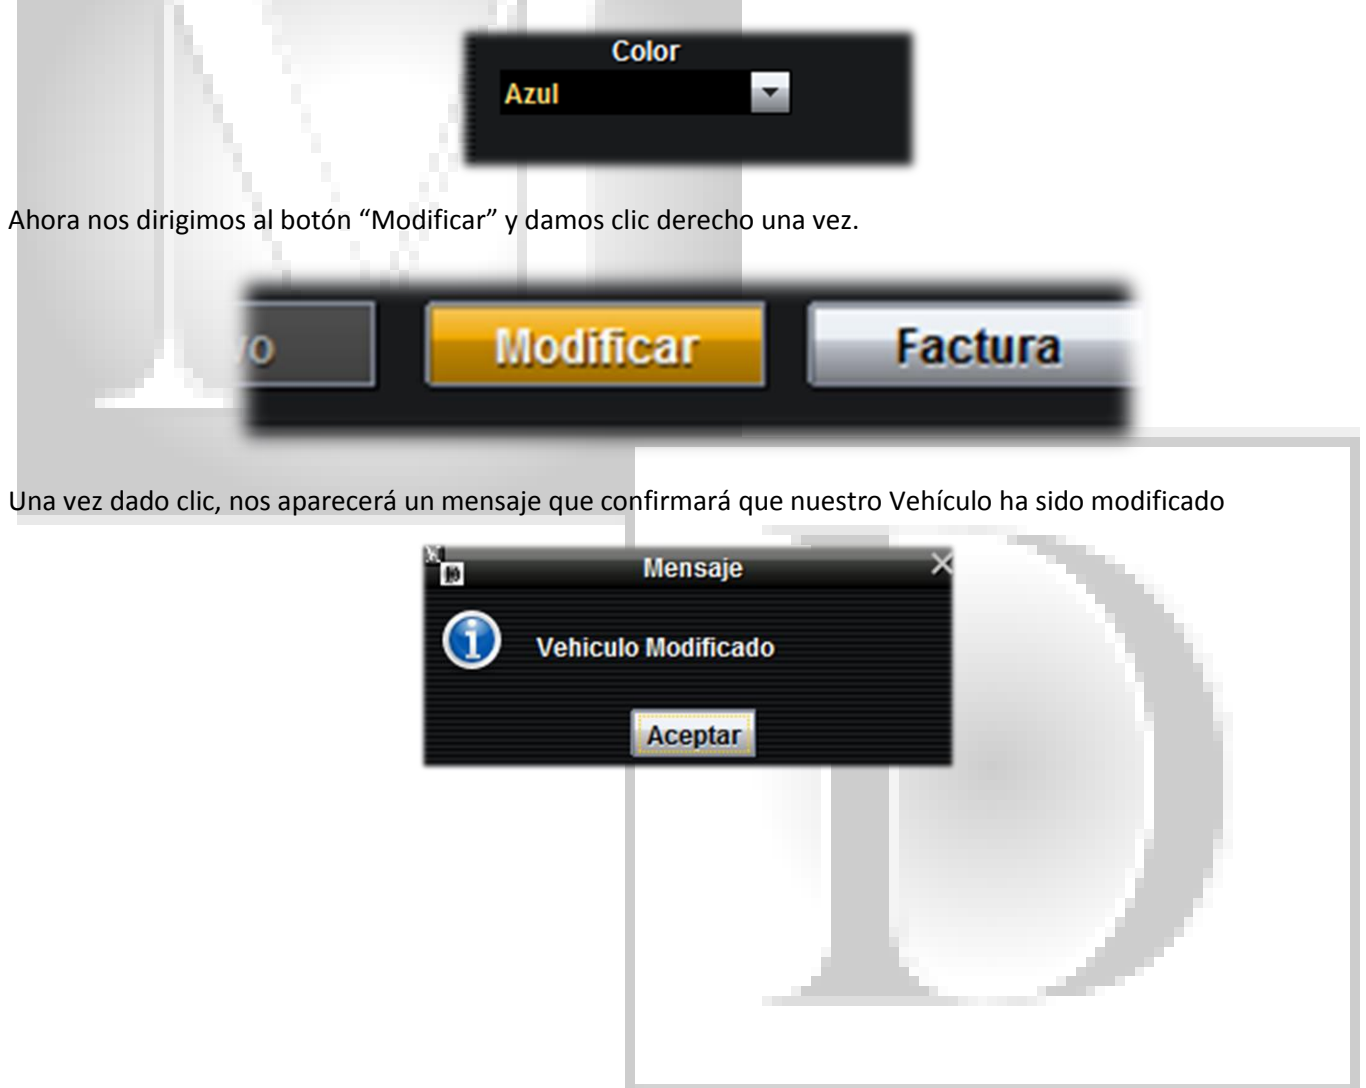 Color
Azul
Ahora nos dirigimos al botón “Modificar” y damos clic derecho una vez.
vo Modificar Factura
Una vez dado clic, nos aparecerá un mensaje que confirmará que nuestro Vehículo ha sido modificado
Mensaje
Vehiculo Modificado
Aceptar
D